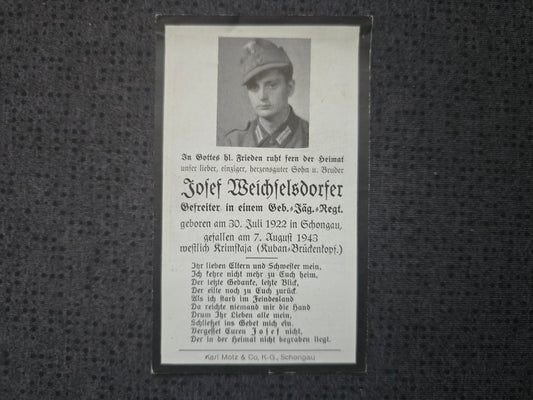 In Gottes hl. Frieden ruht fern der Heimat
unser lieber, einziger, herzensguter Sohn u. Bruder
Josef Weichselsdorfer
Gefreiter in einem Geb.-Jäg.-Regt.
geboren am 30. Juli 1922 in Schongau,
gefallen am 7. August 1943
westlich Krimskaja (Kuban-Brückenkopf.)
Ihr lieben Eltern und Schwester mein,
Ich kehre nicht mehr zu Euch heim,
Der letzte Gedanke, letzte Blick,
Der eilte noch zu Euch zurück.
Als ich starb im Feindesland
Da reichte niemand mir die Hand
Drum Ihr Lieben alle mein,
Schließet ins Gebet mich ein.
Vergesset Euren Josef nicht,
Der in der Heimat nicht begraben liegt.
Karl Motz & Co, K-G., Schongau